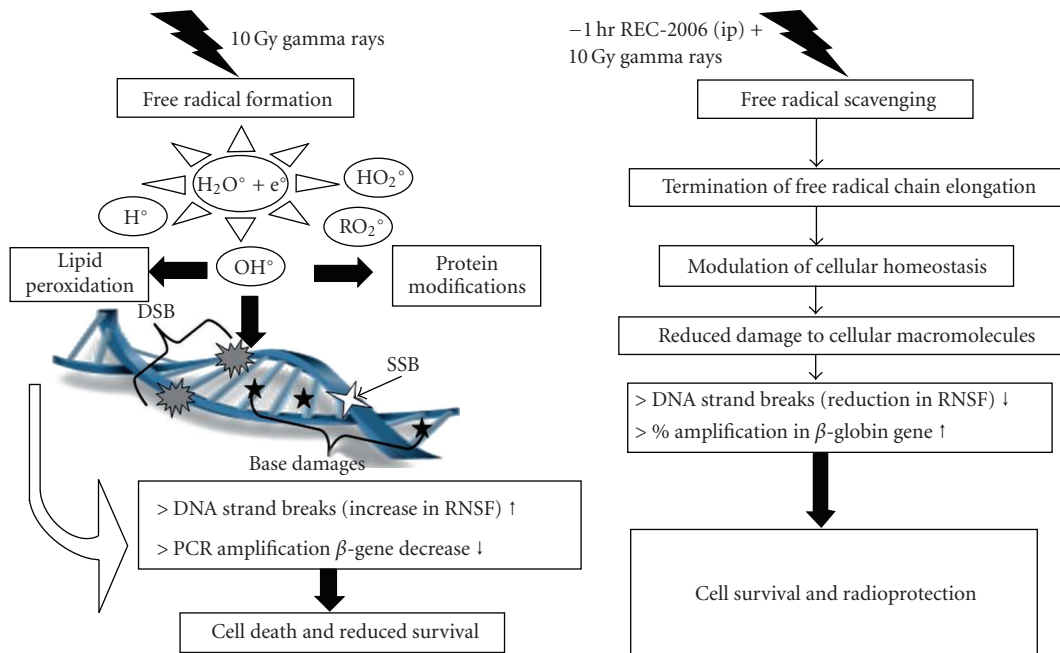 10 Gy gamma rays
Free radical formation
H₂O° + e°
HO₂°
H°
RO₂°
OH°
Lipid
peroxidation
Protein
modifications
DSB
SSB
Base damages
> DNA strand breaks (increase in RNSF) ↑
> PCR amplification β-gene decrease ↓
Cell death and reduced survival
−1 hr REC-2006 (ip) +
10 Gy gamma rays
Free radical scavenging
Termination of free radical chain elongation
Modulation of cellular homeostasis
Reduced damage to cellular macromolecules
> DNA strand breaks (reduction in RNSF) ↓
> % amplification in β-globin gene ↑
Cell survival and radioprotection